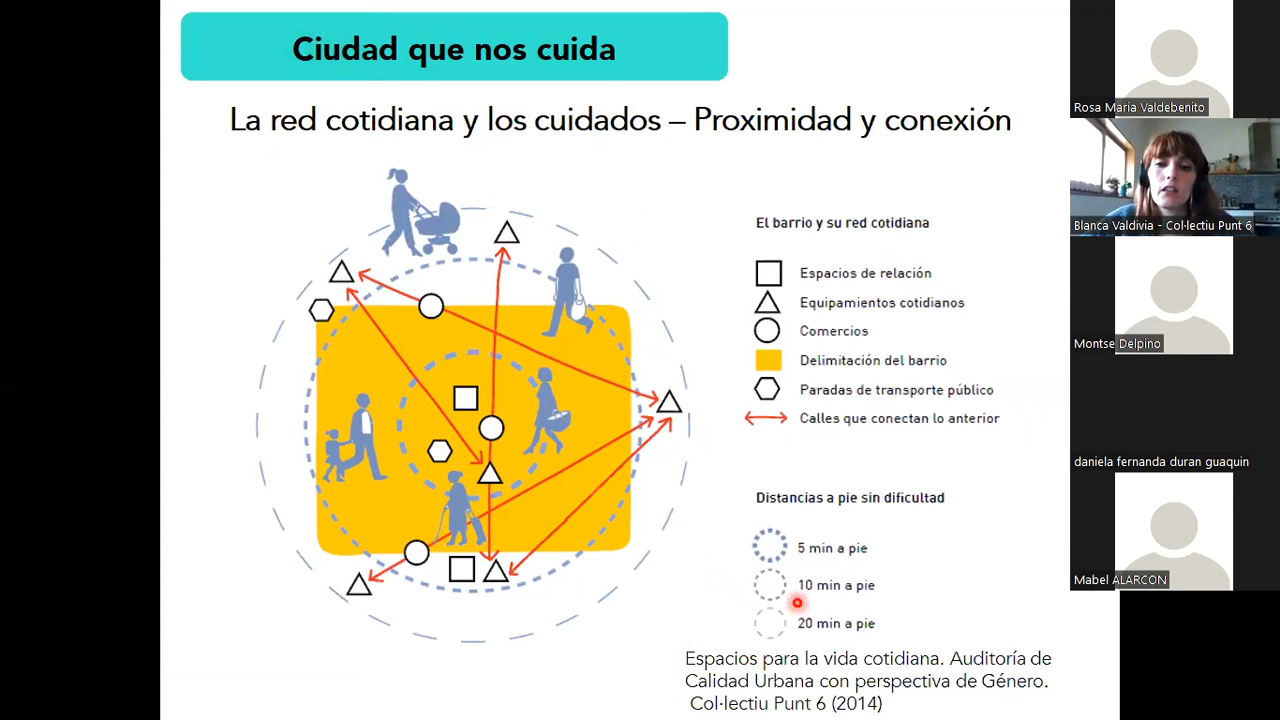 Ciudad que nos cuida
La red cotidiana y los cuidados – Proximidad y conexión
El barrio y su red cotidiana
Espacios de relación
Equipamientos cotidianos
Comercios
Delimitación del barrio
Paradas de transporte público
Calles que conectan lo anterior
Distancias a pie sin dificultad
5 min a pie
10 min a pie
20 min a pie
Espacios para la vida cotidiana. Auditoría de
Calidad Urbana con perspectiva de Género.
Col·lectiu Punt 6 (2014)
Rosa Maria Valdebenito
Blanca Valdivia - Col·lectiu Punt 6
Montse Delpino
daniela fernanda duran guaquin
Mabel ALARCON